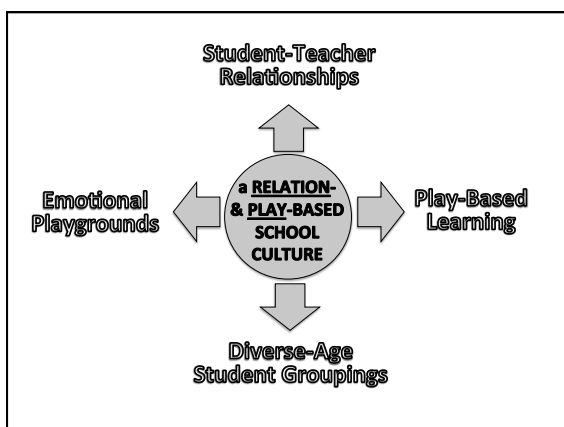 Student-Teacher
Relationships
Emotional
Playgrounds
a RELATION-
& PLAY-BASED
SCHOOL
CULTURE
Play-Based
Learning
Diverse-Age
Student Groupings